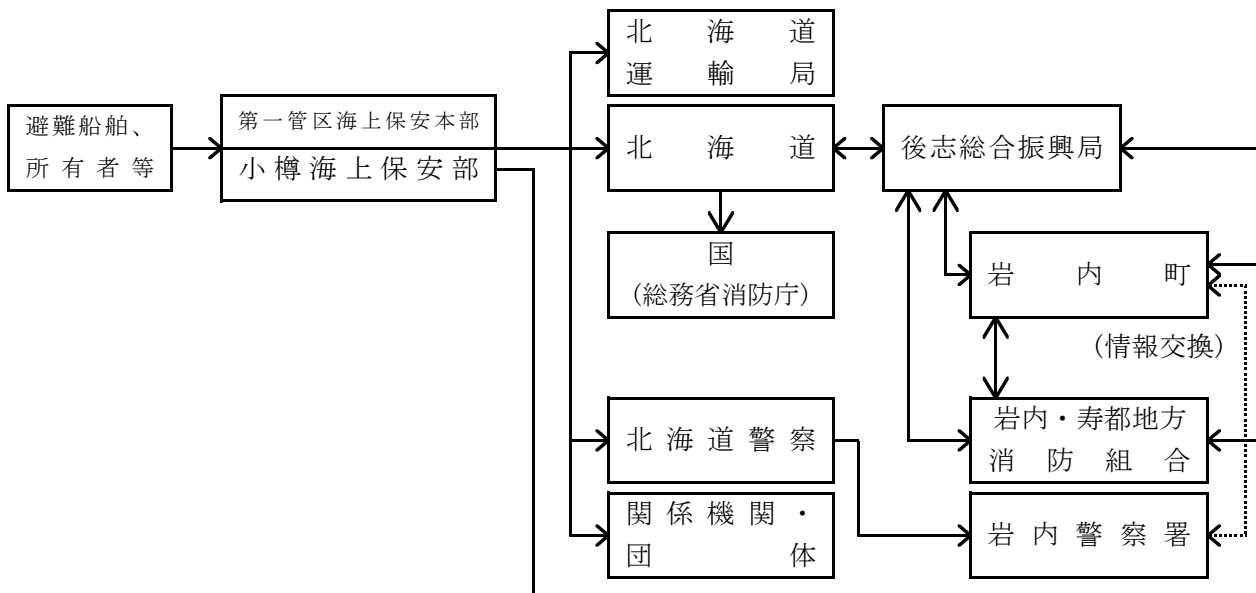 北海道
運輸局
避難船舶、
所有者等
第一管区海上保安本部
小樽海上保安部
北海道
後志総合振興局
国
(総務省消防庁)
岩内町
(情報交換)
北海道警察
岩内・寿都地方
消防組合
関係機関・
団体
岩内警察署